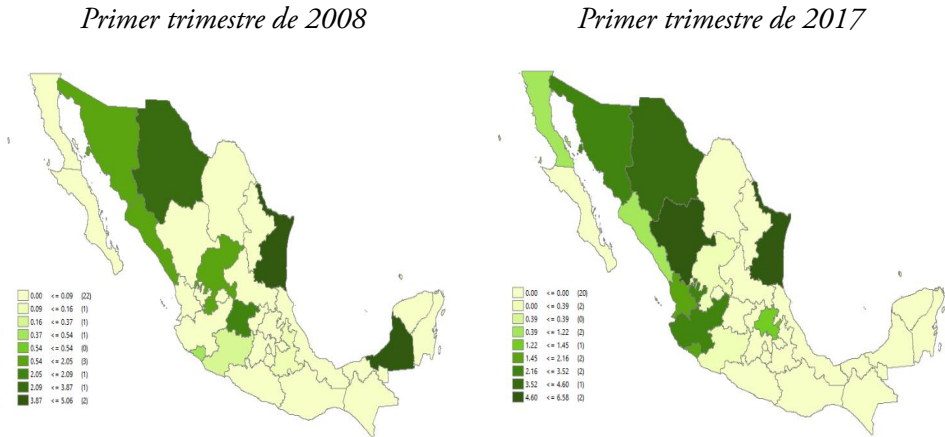 Primer trimestre de 2008
Primer trimestre de 2017
0.00 <= 0.09 (22)
0.09 <= 0.16 (1)
0.16 <= 0.37 (1)
0.37 <= 0.54 (1)
0.54 <= 0.54 (0)
0.54 <= 2.05 (3)
2.05 <= 2.09 (1)
2.09 <= 3.87 (1)
3.87 <= 5.06 (2)
0.00 <= 0.00 (20)
0.00 <= 0.39 (2)
0.39 <= 0.39 (0)
0.39 <= 1.22 (2)
1.22 <= 1.45 (1)
1.45 <= 2.16 (2)
2.16 <= 3.52 (2)
3.52 <= 4.60 (1)
4.60 <= 6.58 (2)